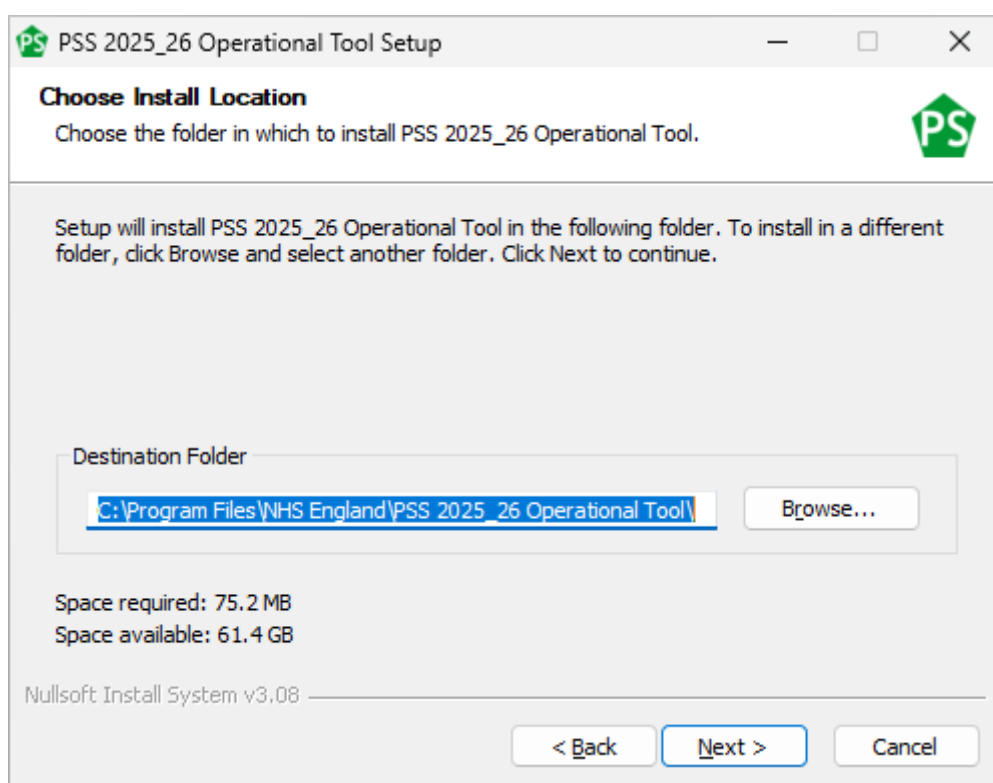 PS PSS 2025_26 Operational Tool Setup
Choose Install Location
Choose the folder in which to install PSS 2025_26 Operational Tool.
PS
Setup will install PSS 2025_26 Operational Tool in the following folder. To install in a different
folder, click Browse and select another folder. Click Next to continue.
Destination Folder
C:\Program Files\NHS England\PSS 2025_26 Operational Tool\
Browse...
Space required: 75.2 MB
Space available: 61.4 GB
Nullsoft Install System v3.08
< Back
Next >
Cancel